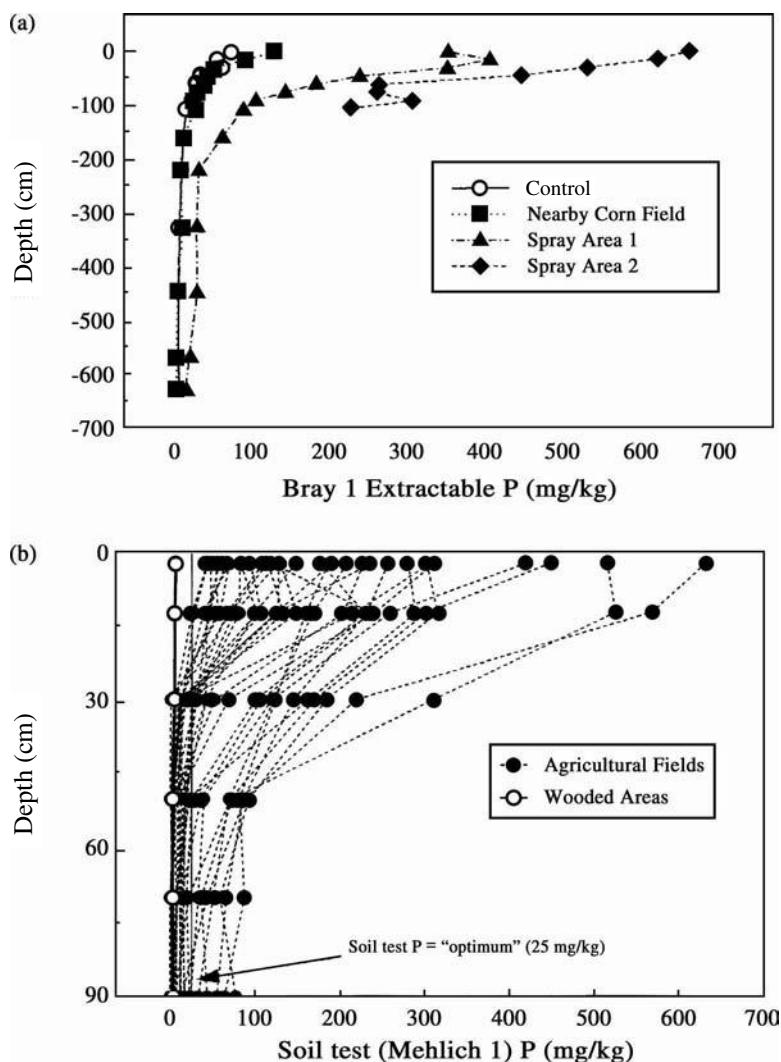 (a)
0
-100
-200
-300
-400
-500
-600
-700
Depth (cm)
Control
Nearby Corn Field
Spray Area 1
Spray Area 2
0 100 200 300 400 500 600 700
Bray 1 Extractable P (mg/kg)
(b)
0
30
60
90
Depth (cm)
Agricultural Fields
Wooded Areas
Soil test P = “optimum” (25 mg/kg)
0 100 200 300 400 500 600 700
Soil test (Mehlich 1) P (mg/kg)